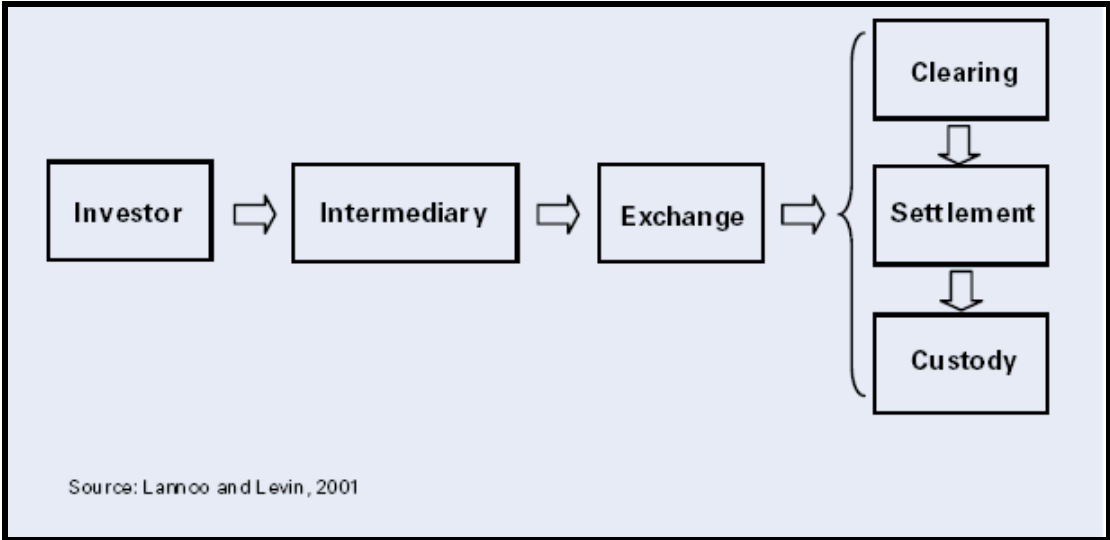 Clearing
Investor
Intermediary
Exchange
Settlement
Custody
Source: Lannoo and Levin, 2001